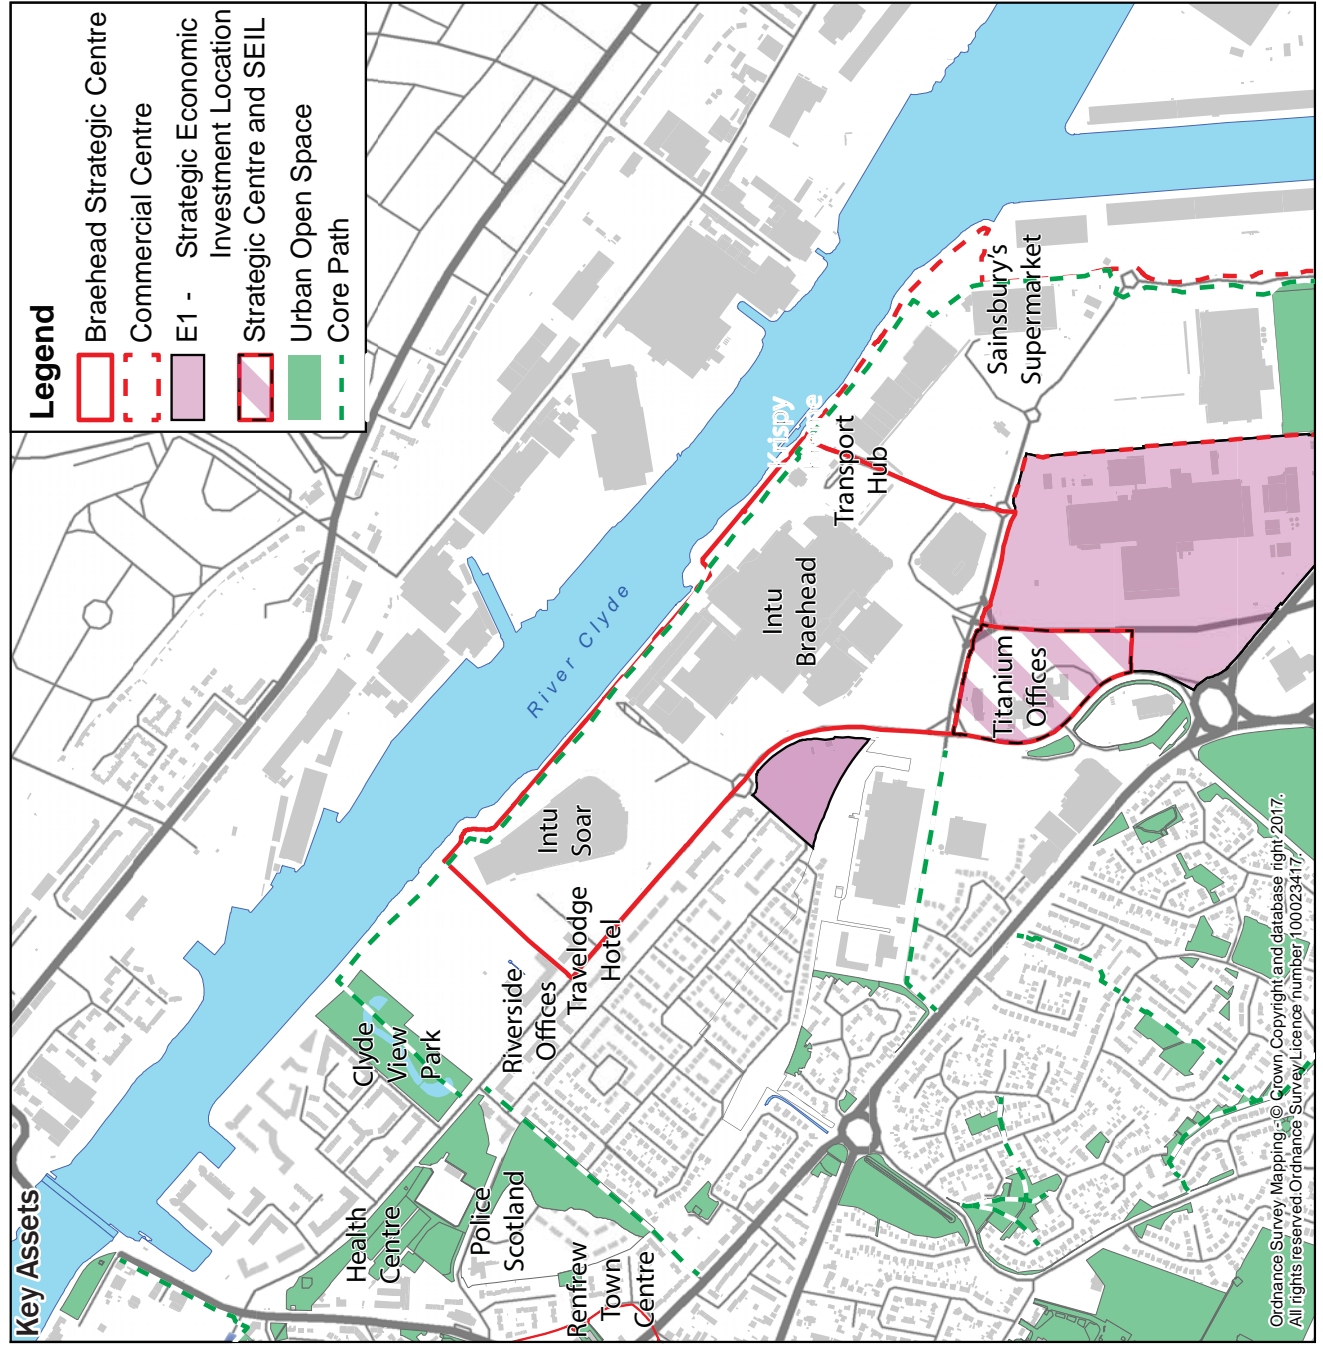 Key Assets
Legend
Braehead Strategic Centre
Commercial Centre
E1 - Strategic Economic
Investment Location
Strategic Centre and SEIL
Urban Open Space
Core Path
River Clyde
Krispy
Transport
Hub
Sainsbury's
Supermarket
Intu
Braehead
Titanium
Offices
Intu
Soar
Travelodge
Hotel
Riverside
Offices
Clyde
View
Park
Health
Centre
Police
Scotland
Renfrew
Town
Centre
Ordnance Survey Mapping - © Crown Copyright and database right 2017.
All rights reserved.Ordnance Survey Licence number 100023417.